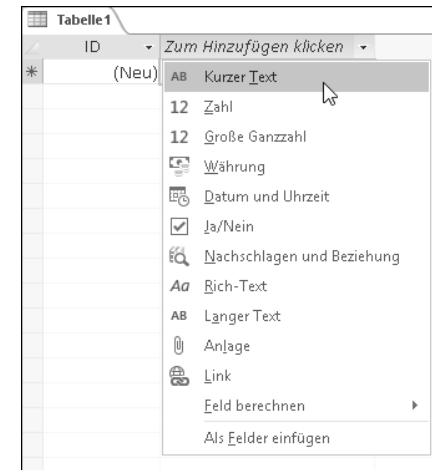 Tabelle1
ID Zum Hinzufügen klicken
(Neu)
AB Kurzer Text
12 Zahl
12 Große Ganzzahl
Währung
Datum und Uhrzeit
Ja/Nein
Nachschlagen und Beziehung
Aa Rich-Text
AB Langer Text
Anlage
Link
Feld berechnen
Als Felder einfügen